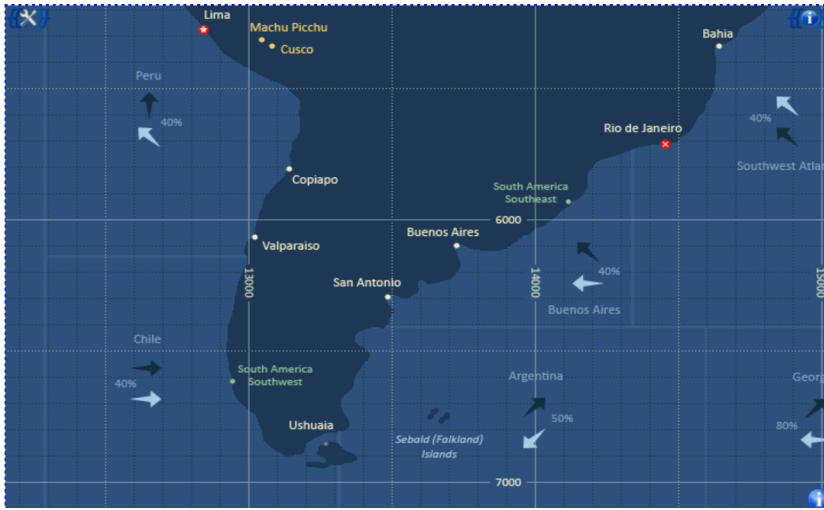 Lima
Machu Picchu
Cusco
Bahia
Peru
40%
40%
Rio de Janeiro
Southwest Atlan
Copiapo
South America
Southeast
6000
Buenos Aires
Valparaiso
40%
13000
14000
15000
San Antonio
Buenos Aires
Chile
40%
South America
Southwest
Argentina
Georg
50%
80%
Ushuaia
Sebald (Falkland)
Islands
7000